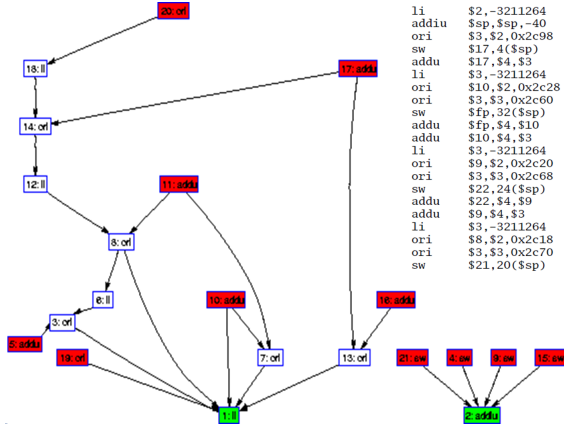 20: ori
18: li
17: addu
14: ori
12: li
11: addu
8: ori
6: li
10: addu
16: addu
3: ori
5: addu
19: ori
7: ori
13: ori
21: sw
4: sw
9: sw
15: sw
1: li
2: addiu
li $2,-3211264
addiu $sp,$sp,-40
ori $3,$2,0x2c98
sw $17,4($sp)
addu $17,$4,$3
li $3,-3211264
ori $10,$2,0x2c28
ori $3,$3,0x2c60
sw $fp,32($sp)
addu $fp,$4,$10
addu $10,$4,$3
li $3,-3211264
ori $9,$2,0x2c20
ori $3,$3,0x2c68
sw $22,24($sp)
addu $22,$4,$9
addu $9,$4,$3
li $3,-3211264
ori $8,$2,0x2c18
ori $3,$3,0x2c70
sw $21,20($sp)